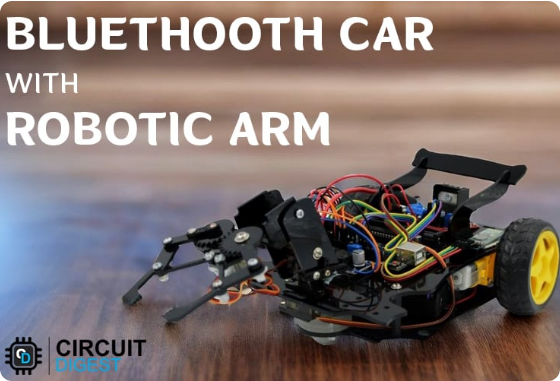 BLUETHOOTH CAR
WITH
ROBOTIC ARM
CIRCUIT
DIGEST